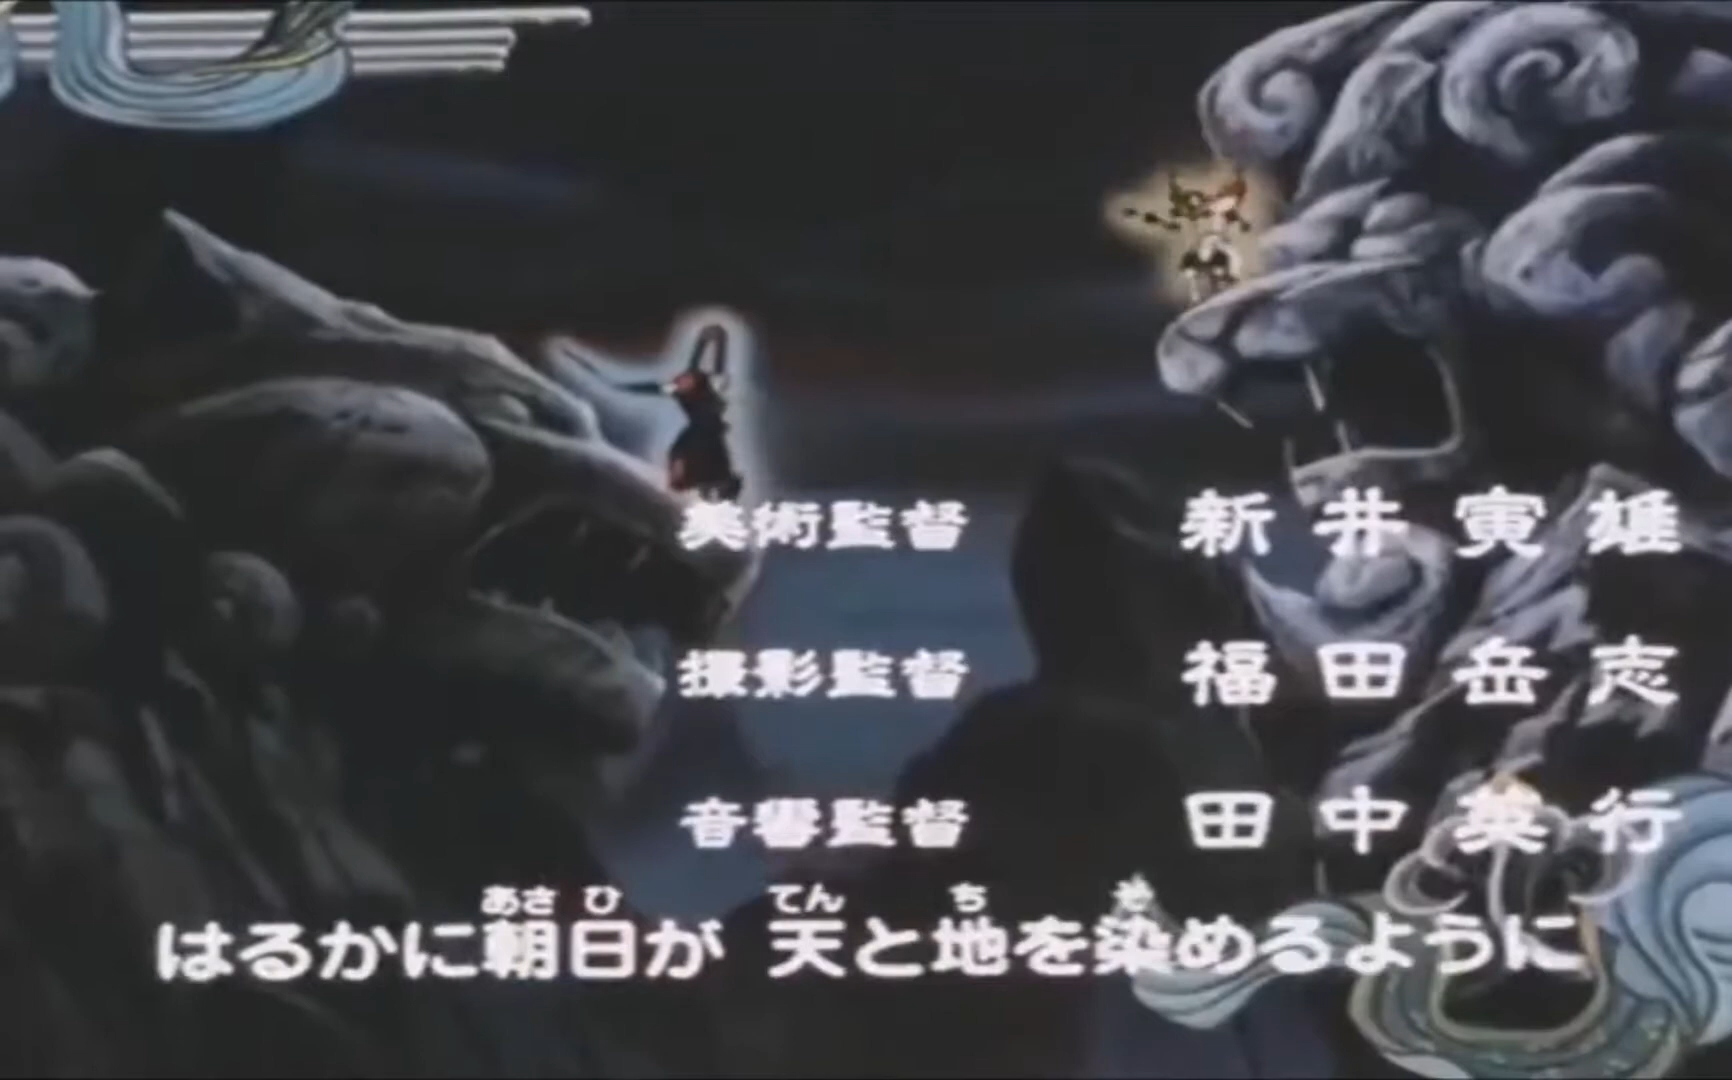 美術監督 新井寅雄
撮影監督 福田岳志
音響監督 田中英行
あさ ひ てん ち そ
はるかに朝日が 天と地を染めるように